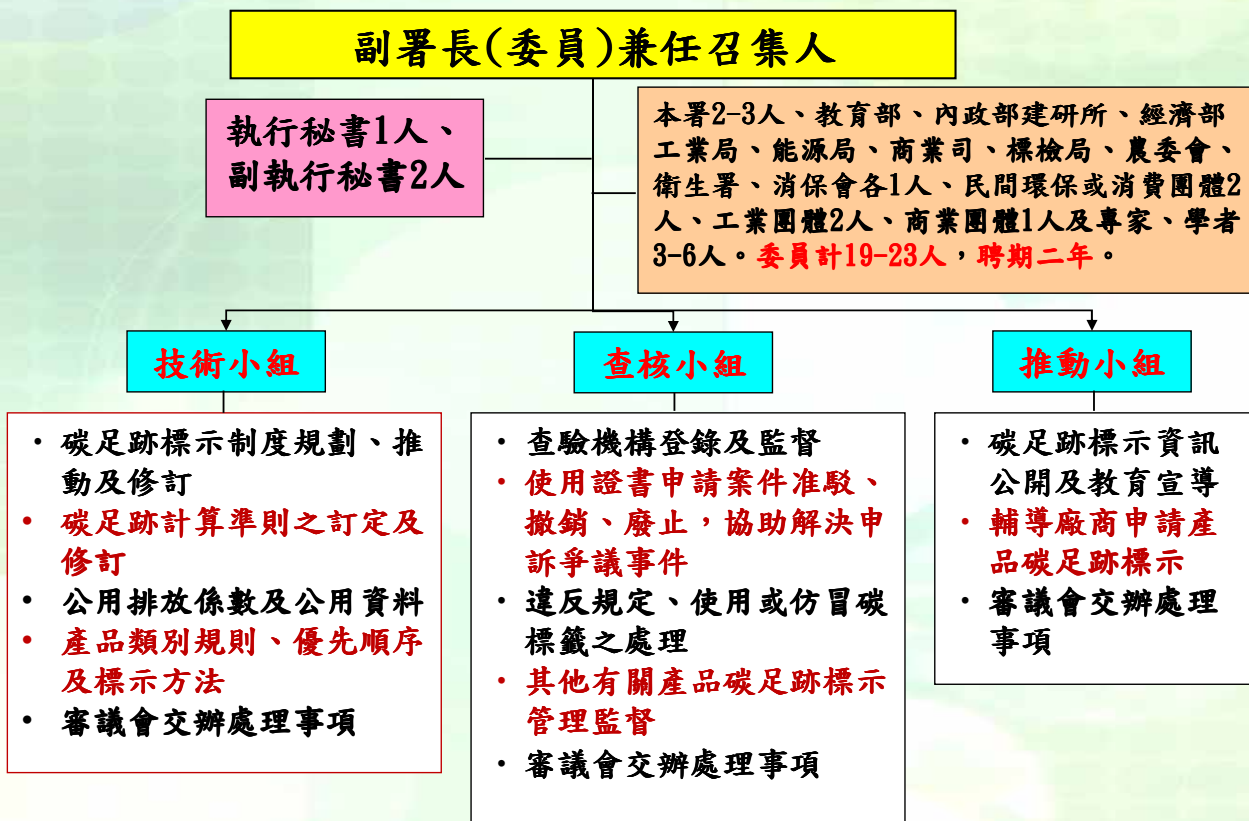 副署長(委員)兼任召集人
執行秘書1人、
副執行秘書2人
本署2-3人、教育部、內政部建研所、經濟部
工業局、能源局、商業司、標檢局、農委會、
衛生署、消保會各1人、民間環保或消費團體2
人、工業團體2人、商業團體1人及專家、學者
3-6人。委員計19-23人，聘期二年。
技術小組
• 碳足跡標示制度規劃、推
動及修訂
• 碳足跡計算準則之訂定及
修訂
• 公用排放係數及公用資料
• 產品類別規則、優先順序
及標示方法
• 審議會交辦處理事項
查核小組
• 查驗機構登錄及監督
• 使用證書申請案件准駁、
撤銷、廢止，協助解決申
訴爭議事件
• 違反規定、使用或仿冒碳
標籤之處理
• 其他有關產品碳足跡標示
管理監督
• 審議會交辦處理事項
推動小組
• 碳足跡標示資訊
公開及教育宣導
• 輔導廠商申請產
品碳足跡標示
• 審議會交辦處理
事項